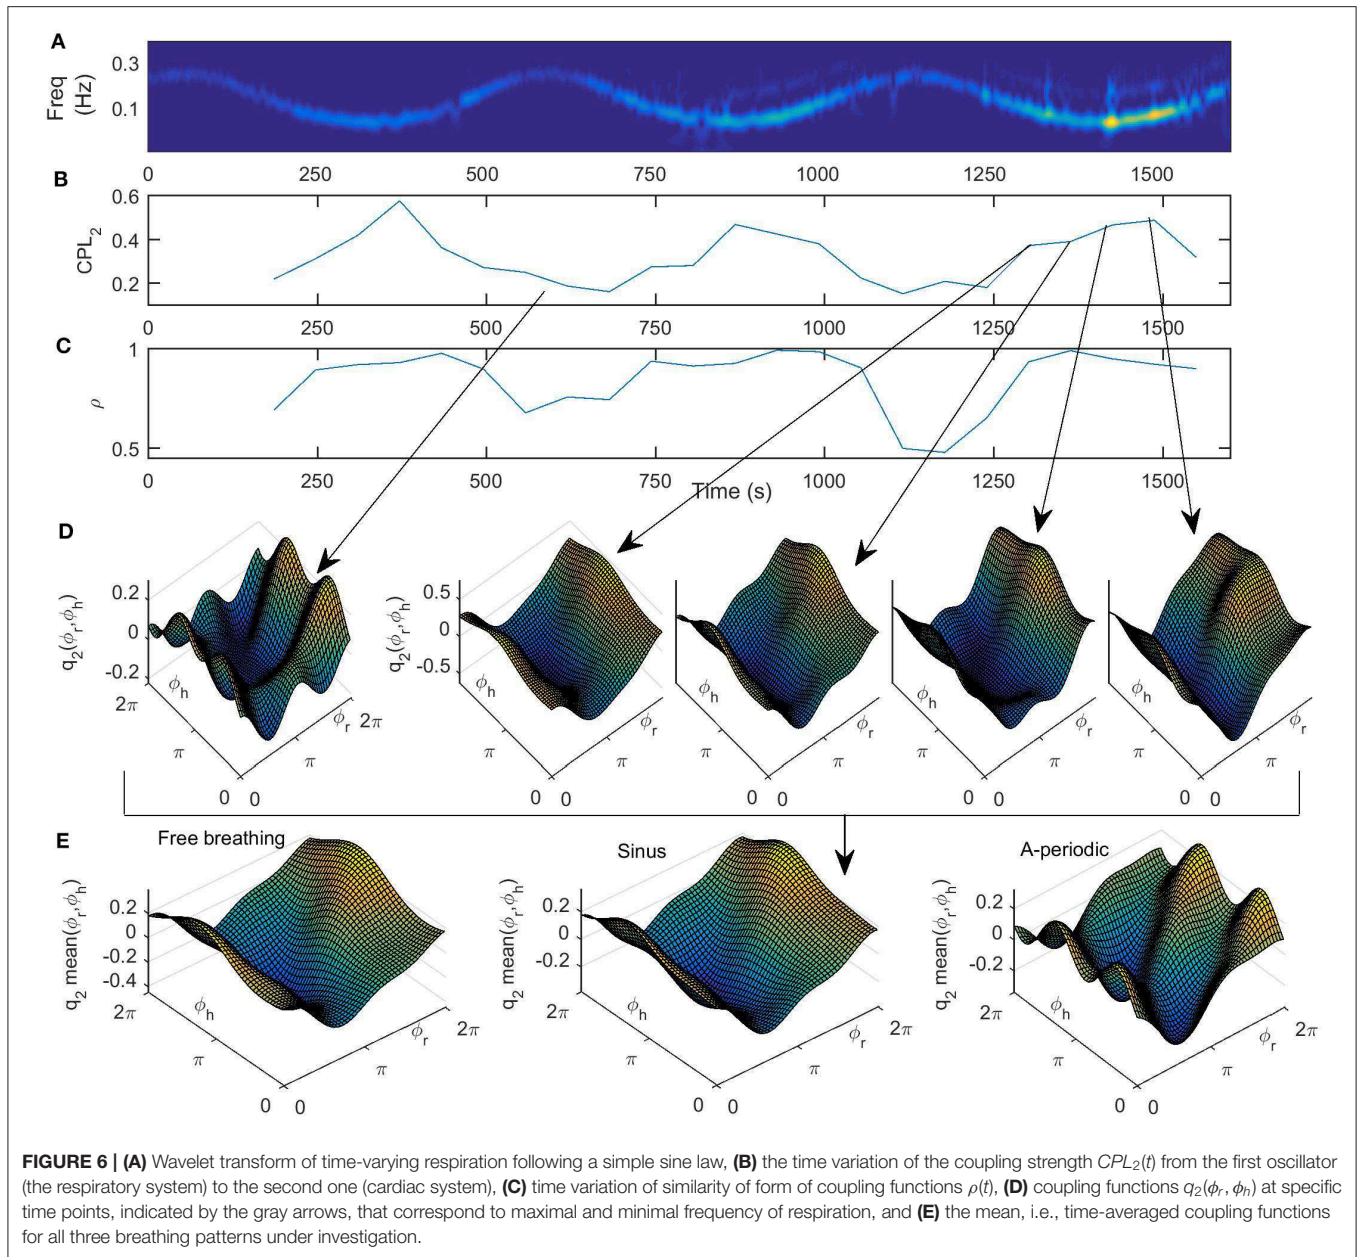 A
Freq
(Hz)
0.3
0.1
0 250 500 750 1000 1250 1500
B
CPL2
0.6
0.4
0.2
0 250 500 750 1000 1250 1500
C
ρ
1
0.5
0 250 500 750 1000 1250 1500
Time (s)
D
q2(ϕr,ϕh)
0.2
0
-0.2
ϕh
2π
π
0 0
π
ϕr
2π
q2(ϕr,ϕh)
0.5
0
-0.5
ϕh
π
0 0
π
ϕr
ϕh
π
0 0
π
ϕr
ϕh
π
0 0
π
ϕr
ϕh
π
0 0
π
ϕr
E
Free breathing
q2 mean(ϕr,ϕh)
0.2
0
-0.2
-0.4
2π
ϕh
π
0 0
π
ϕr
2π
Sinus
q2 mean(ϕr,ϕh)
0.2
0
-0.2
2π
ϕh
π
0 0
π
ϕr
2π
A-periodic
q2 mean(ϕr,ϕh)
0.2
0
-0.2
2π
ϕh
π
0 0
π
ϕr
2π
FIGURE 6 | (A) Wavelet transform of time-varying respiration following a simple sine law, (B) the time variation of the coupling strength CPL2(t) from the first oscillator
(the respiratory system) to the second one (cardiac system), (C) time variation of similarity of form of coupling functions ρ(t), (D) coupling functions q2(ϕr, ϕh) at specific
time points, indicated by the gray arrows, that correspond to maximal and minimal frequency of respiration, and (E) the mean, i.e., time-averaged coupling functions
for all three breathing patterns under investigation.